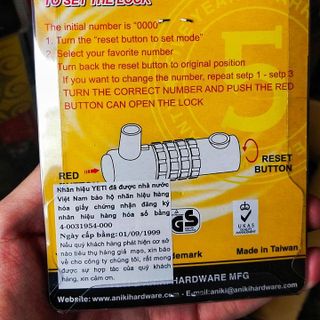 TO SET THE LOCK
The initial number is "0000"
1. Turn the "reset button to set mode"
2. Select your favorite number
Turn back the reset button to original position
If you want to change the number, repeat setp 1 - setp 3
TURN THE CORRECT NUMBER AND PUSH THE RED
BUTTON CAN OPEN THE LOCK
RED
RESET
BUTTON
Nhãn hiệu YETI đã được nhà nước
Việt Nam bảo hộ nhãn hiệu hàng
hóa giấy chứng nhận đăng ký
nhãn hiệu hàng hóa số bằng
4-0031954-000
Ngày cấp bằng: 01/09/1999
Nếu quý khách hàng phát hiện cơ sở
nào tiêu thụ hàng giả mạo, xin báo
về cho công ty chúng tôi, rất mong
được sự hợp tác của quý khách
hàng, xin cảm ơn.
GS
UKAS
Made in Taiwan
HARDWARE MFG
Website: www.anikihardware.com E-mail:aniki@anikihardware.com